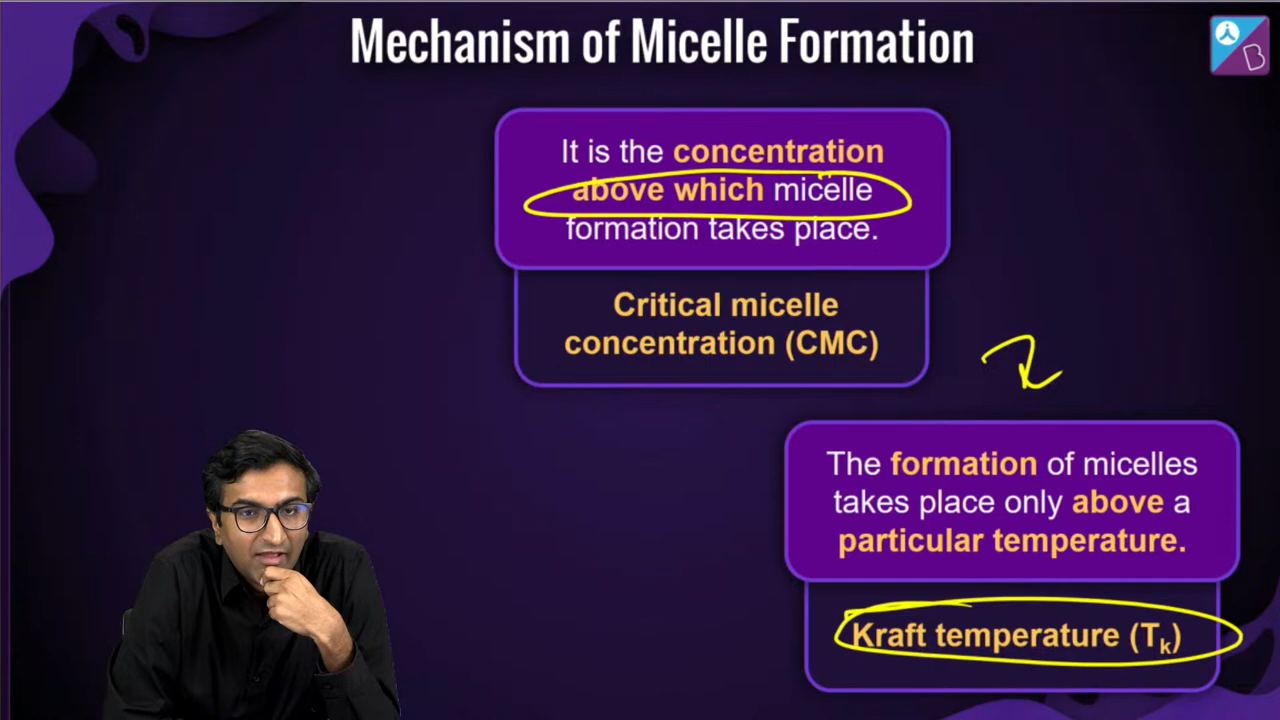 Mechanism of Micelle Formation
B
It is the concentration
above which micelle
formation takes place.
Critical micelle
concentration (CMC)
The formation of micelles
takes place only above a
particular temperature.
Kraft temperature (Tₖ)